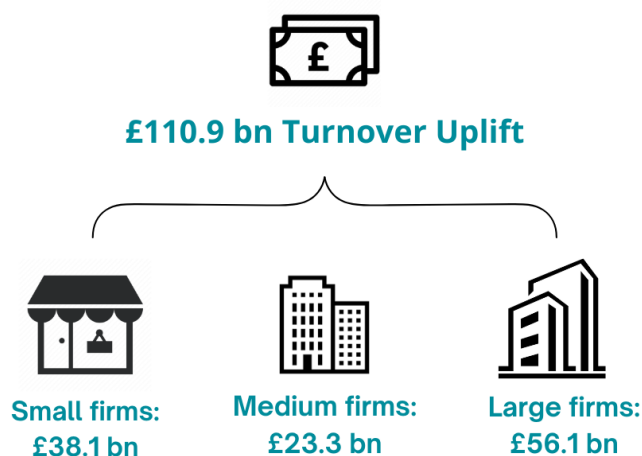 £
£110.9 bn Turnover Uplift
Small firms:
£38.1 bn
Medium firms:
£23.3 bn
Large firms:
£56.1 bn